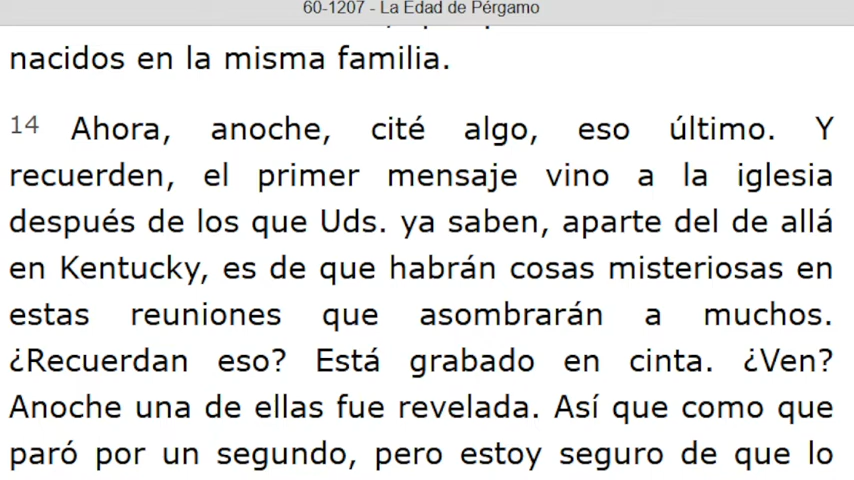 60-1207 - La Edad de Pérgamo
nacidos en la misma familia.
14 Ahora, anoche, cité algo, eso último. Y
recuerden, el primer mensaje vino a la iglesia
después de los que Uds. ya saben, aparte del de allá
en Kentucky, es de que habrán cosas misteriosas en
estas reuniones que asombrarán a muchos.
¿Recuerdan eso? Está grabado en cinta. ¿Ven?
Anoche una de ellas fue revelada. Así que como que
paró por un segundo, pero estoy seguro de que lo